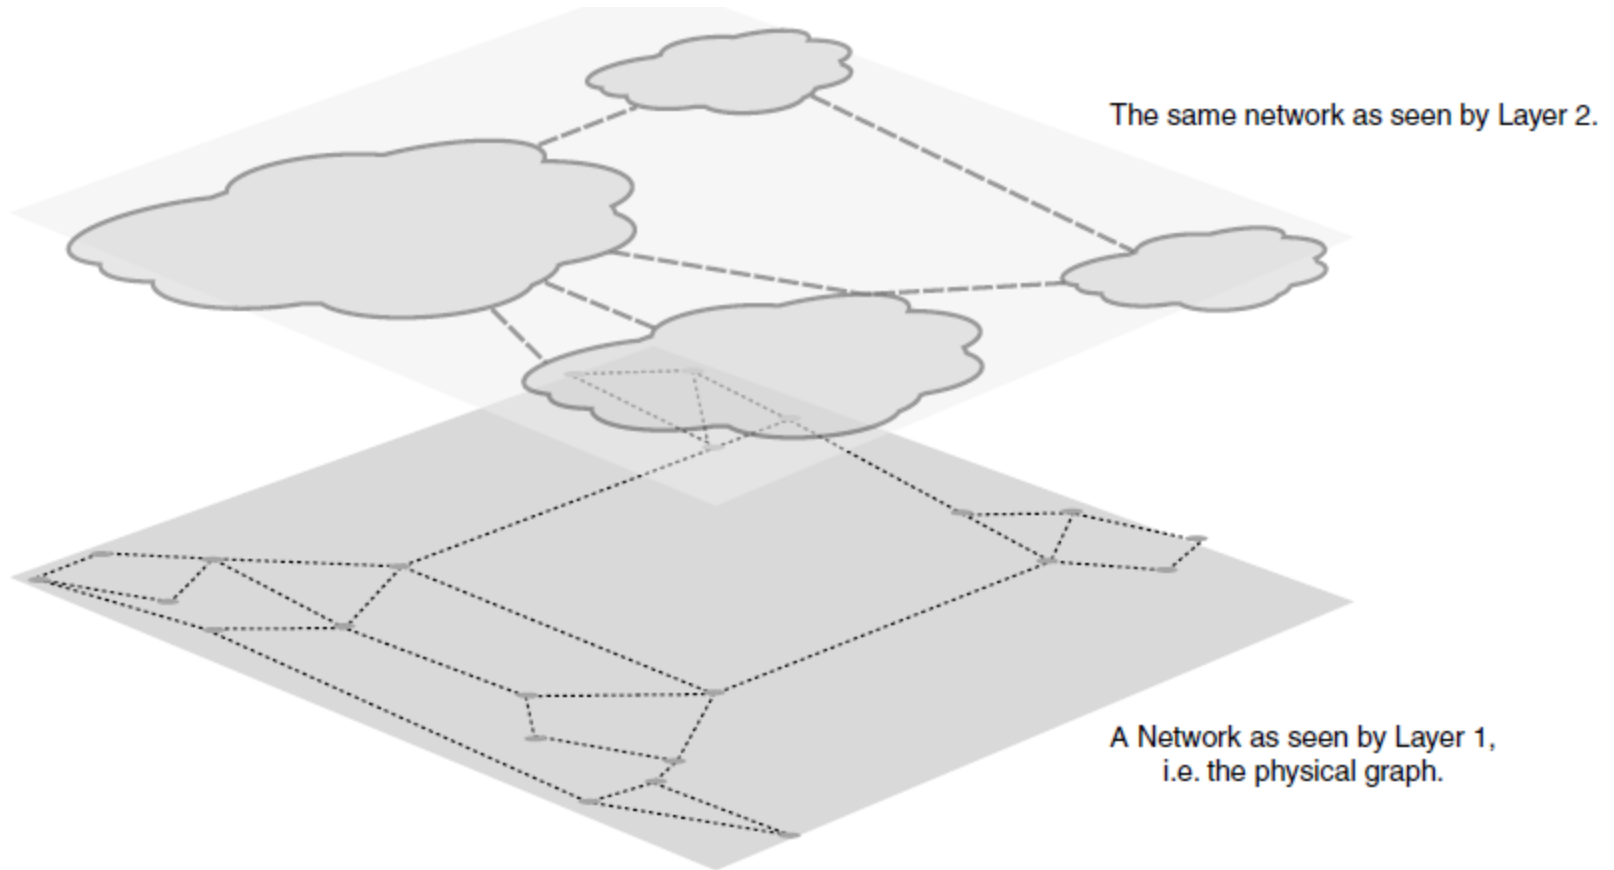 The same network as seen by Layer 2.
A Network as seen by Layer 1,
i.e. the physical graph.